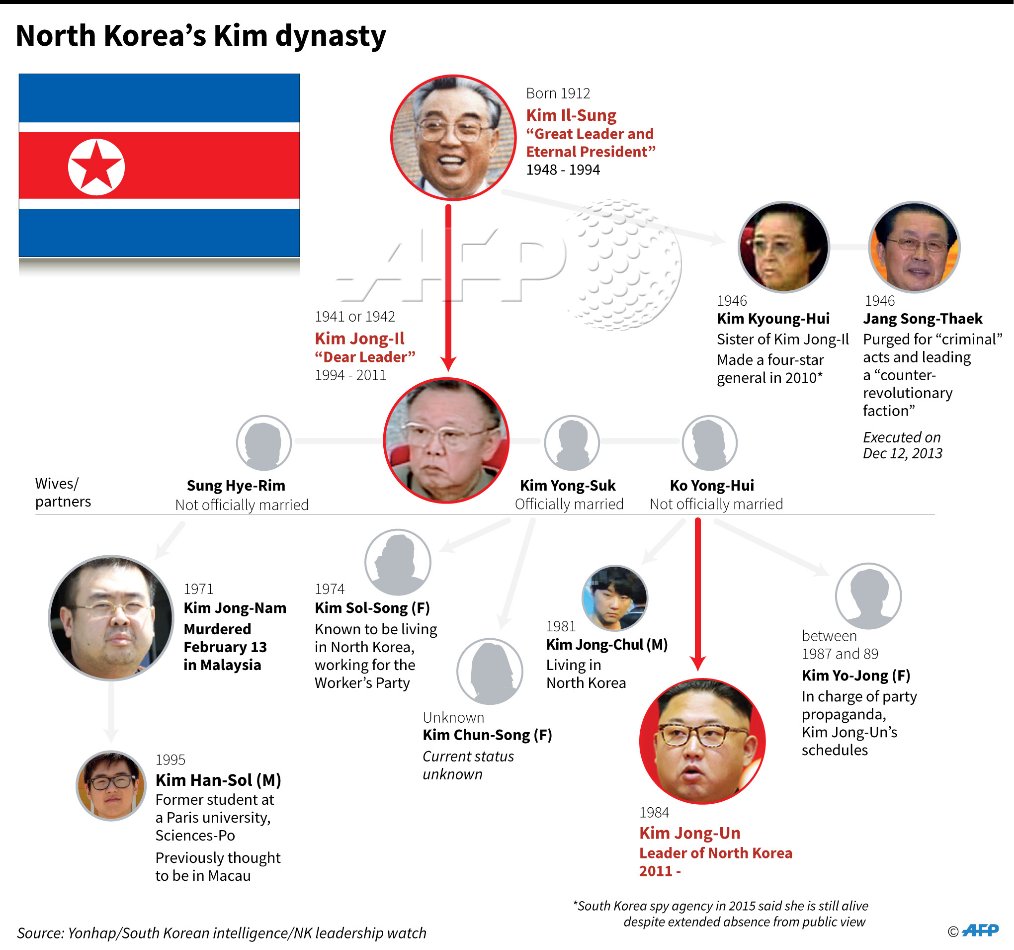 North Korea's Kim dynasty
Born 1912
Kim Il-Sung
“Great Leader and
Eternal President”
1948 - 1994
AFP
1941 or 1942
Kim Jong-Il
“Dear Leader”
1994 - 2011
1946
Kim Kyoung-Hui
Sister of Kim Jong-Il
Made a four-star
general in 2010*
1946
Jang Song-Thaek
Purged for “criminal”
acts and leading
a “counter-
revolutionary
faction”
Executed on
Dec 12, 2013
Wives/
partners
Sung Hye-Rim
Not officially married
Kim Yong-Suk
Officially married
Ko Yong-Hui
Not officially married
1971
Kim Jong-Nam
Murdered
February 13
in Malaysia
1974
Kim Sol-Song (F)
Known to be living
in North Korea,
working for the
Worker's Party
Unknown
Kim Chun-Song (F)
Current status
unknown
1981
Kim Jong-Chul (M)
Living in
North Korea
between
1987 and 89
Kim Yo-Jong (F)
In charge of party
propaganda,
Kim Jong-Un's
schedules
1995
Kim Han-Sol (M)
Former student at
a Paris university,
Sciences-Po
Previously thought
to be in Macau
1984
Kim Jong-Un
Leader of North Korea
2011 -
*South Korea spy agency in 2015 said she is still alive
despite extended absence from public view
Source: Yonhap/South Korean intelligence/NK leadership watch
© AFP